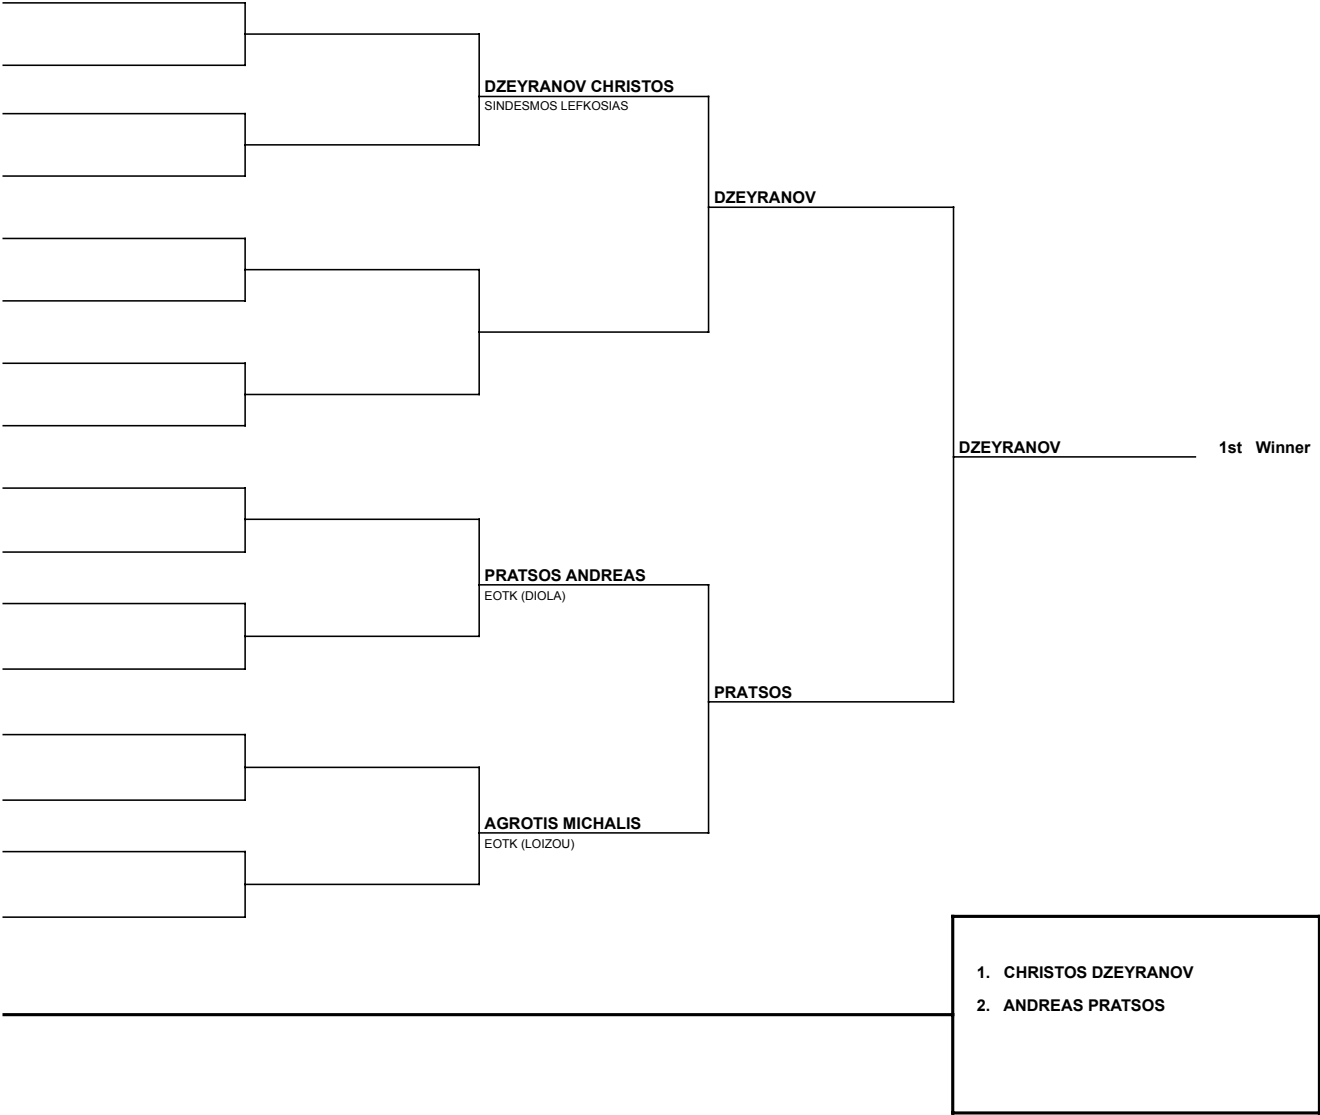 DZEYRANOV CHRISTOS
SINDESMOS LEFKOSIAS
DZEYRANOV
DZEYRANOV
1st Winner
PRATSOS ANDREAS
EOTK (DIOLA)
PRATSOS
AGROTIS MICHALIS
EOTK (LOIZOU)
1. CHRISTOS DZEYRANOV
2. ANDREAS PRATSOS